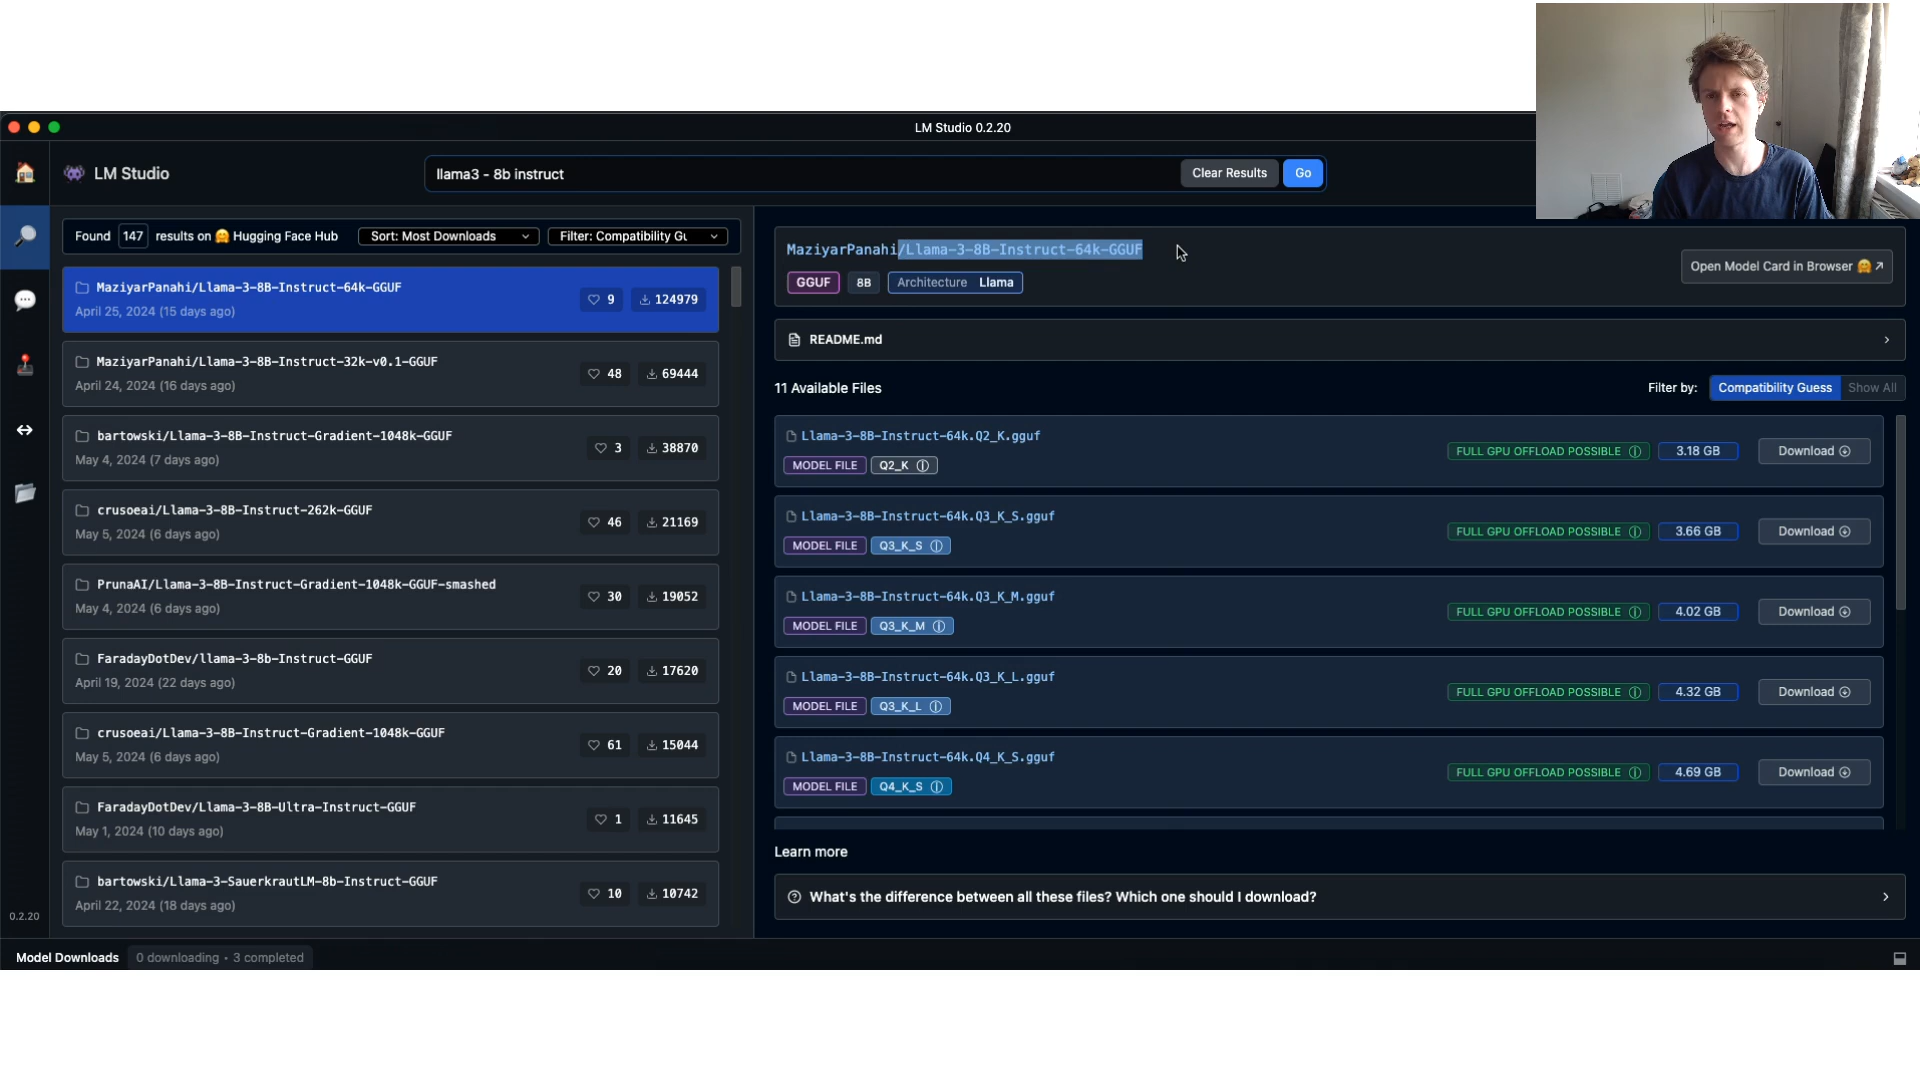 LM Studio 0.2.20
LM Studio
llama3 - 8b instruct
Clear Results
Go
Found 147 results on 🤗 Hugging Face Hub
Sort: Most Downloads
Filter: Compatibility Gu
MaziyarPanahi/Llama-3-8B-Instruct-64k-GGUF
April 25, 2024 (15 days ago)
9
124979
MaziyarPanahi/Llama-3-8B-Instruct-32k-v0.1-GGUF
April 24, 2024 (16 days ago)
48
69444
bartowski/Llama-3-8B-Instruct-Gradient-1048k-GGUF
May 4, 2024 (7 days ago)
3
38870
crusoeai/Llama-3-8B-Instruct-262k-GGUF
May 5, 2024 (6 days ago)
46
21169
PrunaAI/Llama-3-8B-Instruct-Gradient-1048k-GGUF-smashed
May 4, 2024 (6 days ago)
30
19052
FaradayDotDev/llama-3-8b-Instruct-GGUF
April 19, 2024 (22 days ago)
20
17620
crusoeai/Llama-3-8B-Instruct-Gradient-1048k-GGUF
May 5, 2024 (6 days ago)
61
15044
FaradayDotDev/Llama-3-8B-Ultra-Instruct-GGUF
May 1, 2024 (10 days ago)
1
11645
bartowski/Llama-3-SauerkrautLM-8b-Instruct-GGUF
April 22, 2024 (18 days ago)
10
10742
0.2.20
MaziyarPanahi/Llama-3-8B-Instruct-64k-GGUF
GGUF 8B Architecture Llama
Open Model Card in Browser 🤗↗
README.md
11 Available Files
Filter by: Compatibility Guess Show All
Llama-3-8B-Instruct-64k.Q2_K.gguf
MODEL FILE Q2_K
FULL GPU OFFLOAD POSSIBLE 3.18 GB Download
Llama-3-8B-Instruct-64k.Q3_K_S.gguf
MODEL FILE Q3_K_S
FULL GPU OFFLOAD POSSIBLE 3.66 GB Download
Llama-3-8B-Instruct-64k.Q3_K_M.gguf
MODEL FILE Q3_K_M
FULL GPU OFFLOAD POSSIBLE 4.02 GB Download
Llama-3-8B-Instruct-64k.Q3_K_L.gguf
MODEL FILE Q3_K_L
FULL GPU OFFLOAD POSSIBLE 4.32 GB Download
Llama-3-8B-Instruct-64k.Q4_K_S.gguf
MODEL FILE Q4_K_S
FULL GPU OFFLOAD POSSIBLE 4.69 GB Download
Learn more
What's the difference between all these files? Which one should I download?
Model Downloads 0 downloading • 3 completed